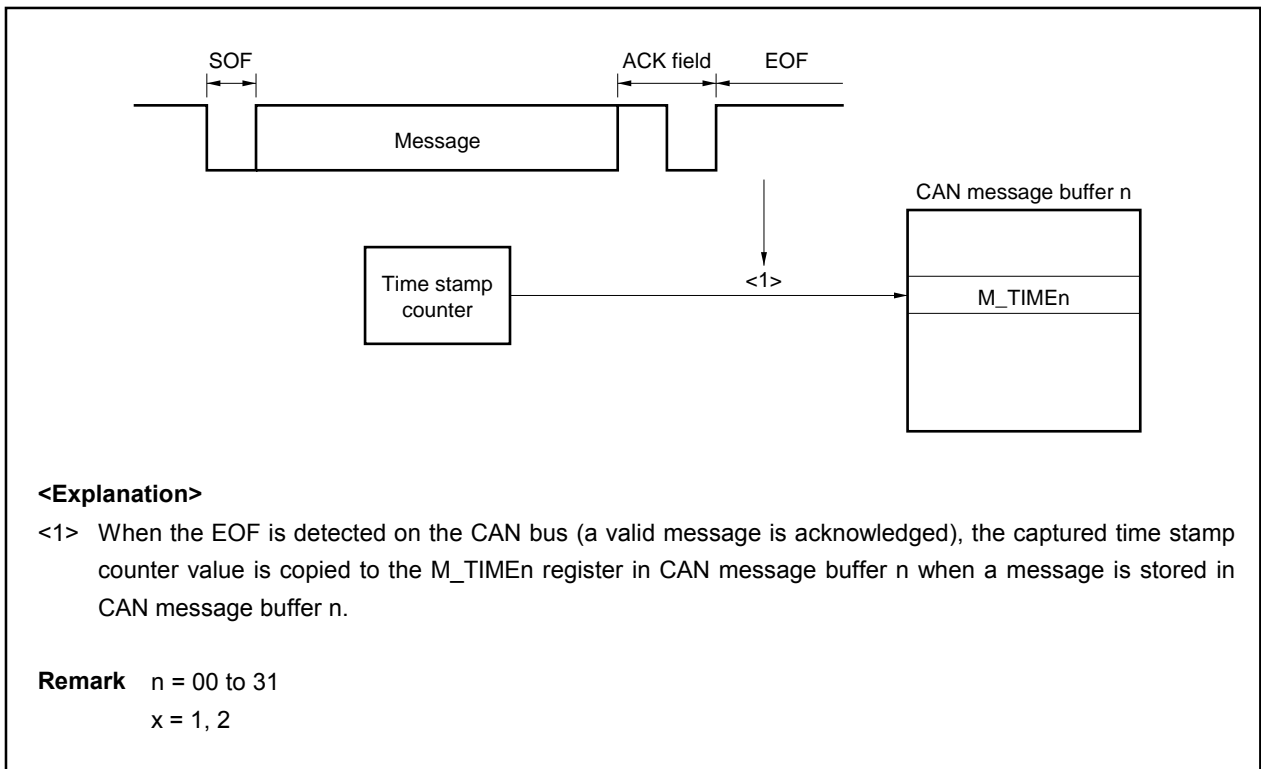 SOF
ACK field
EOF
Message
CAN message buffer n
Time stamp
counter
<1>
M_TIMEn
<Explanation>
<1> When the EOF is detected on the CAN bus (a valid message is acknowledged), the captured time stamp
counter value is copied to the M_TIMEn register in CAN message buffer n when a message is stored in
CAN message buffer n.
Remark n = 00 to 31
x = 1, 2